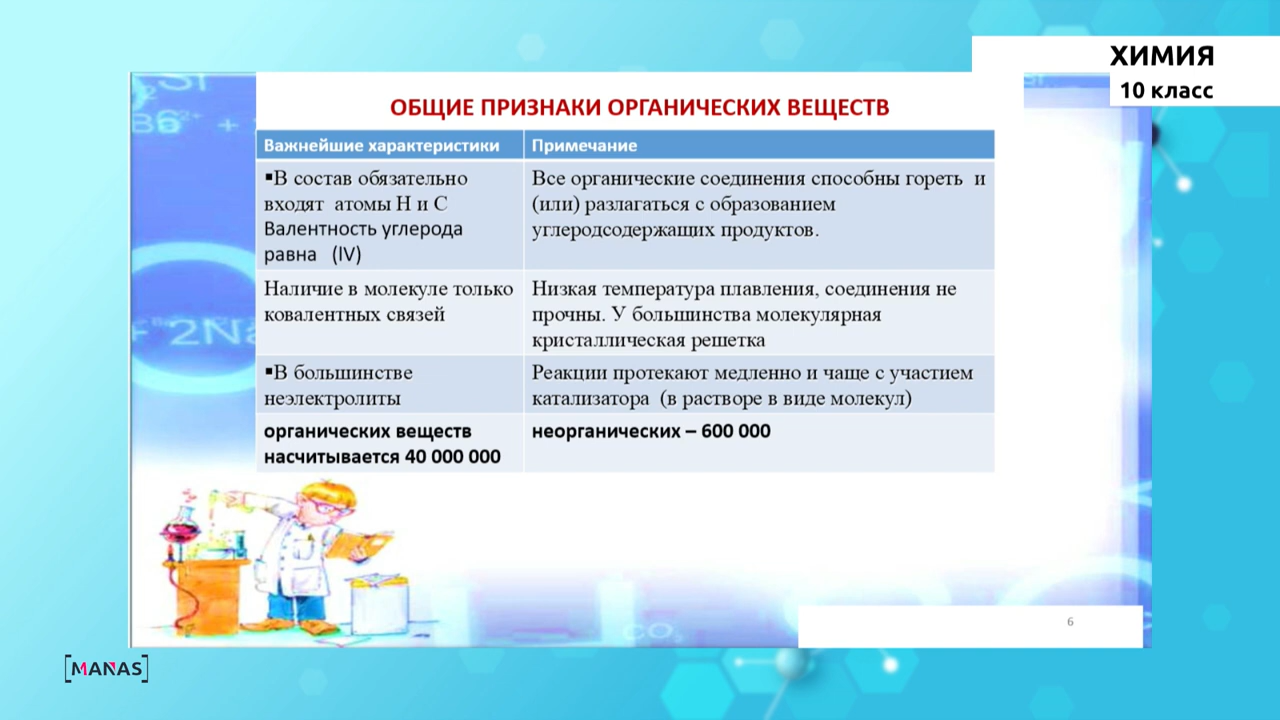 ХИМИЯ
10 класс
ОБЩИЕ ПРИЗНАКИ ОРГАНИЧЕСКИХ ВЕЩЕСТВ
Важнейшие характеристики
Примечание
▪В состав обязательно
входят атомы Н и С
Валентность углерода
равна (IV)
Все органические соединения способны гореть и
(или) разлагаться с образованием
углеродсодержащих продуктов.
Наличие в молекуле только
ковалентных связей
Низкая температура плавления, соединения не
прочны. У большинства молекулярная
кристаллическая решетка
▪В большинстве
неэлектролиты
Реакции протекают медленно и чаще с участием
катализатора (в растворе в виде молекул)
органических веществ
насчитывается 40 000 000
неорганических – 600 000
CO₂
6
[MANAS]